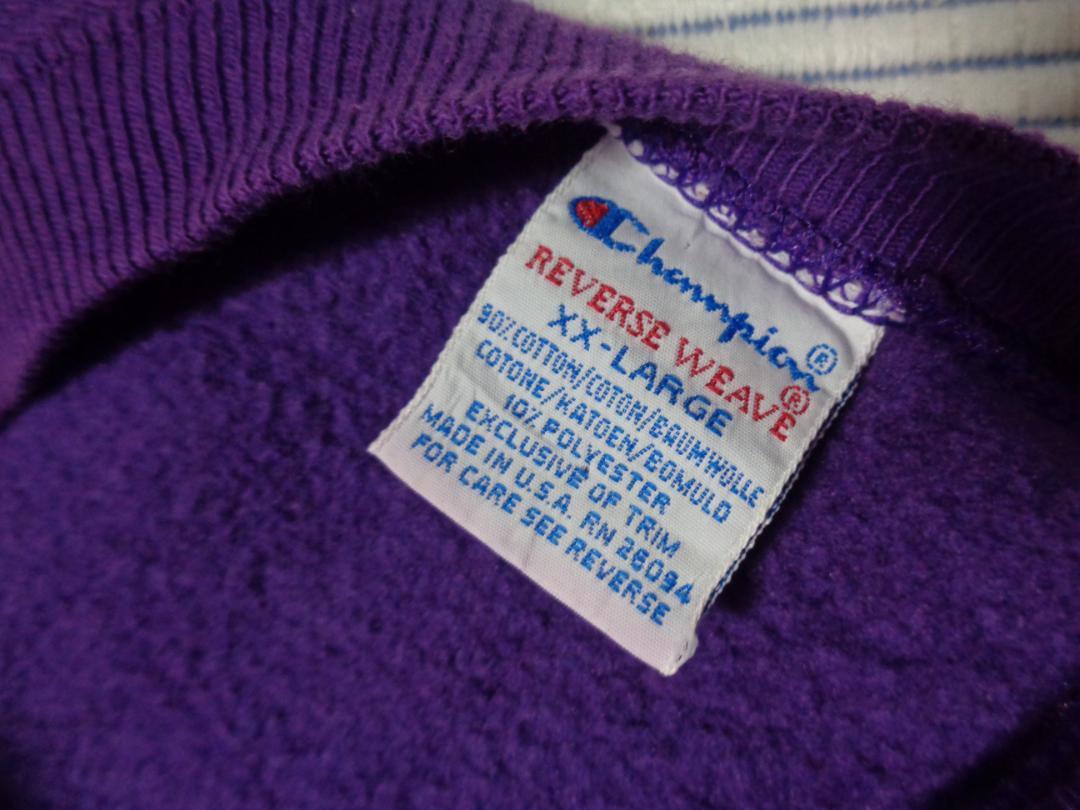 Champion®
REVERSE WEAVE®
XX-LARGE
90% COTTON/COTON/BAUMWOLLE
COTONE/KATOEN/BOMULD
10% POLYESTER
EXCLUSIVE OF TRIM
MADE IN U.S.A. RN 26094
FOR CARE SEE REVERSE